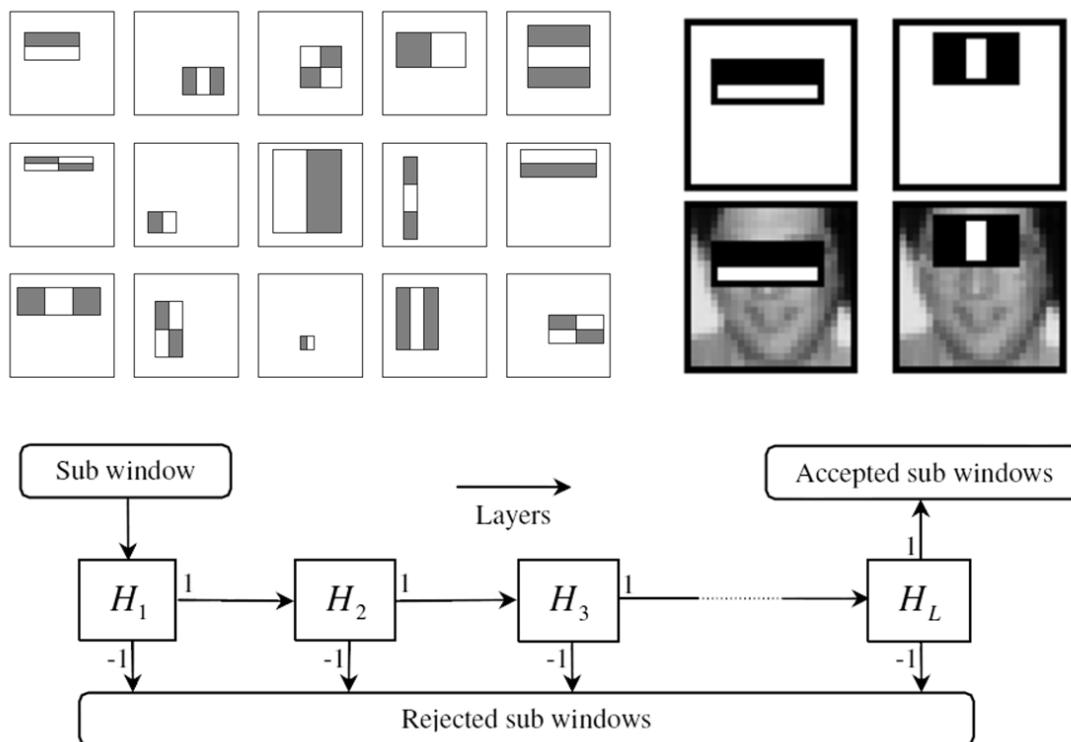 Sub window
Accepted sub windows
Layers
1
1
1
1
H1
H2
H3
HL
-1
-1
-1
-1
Rejected sub windows